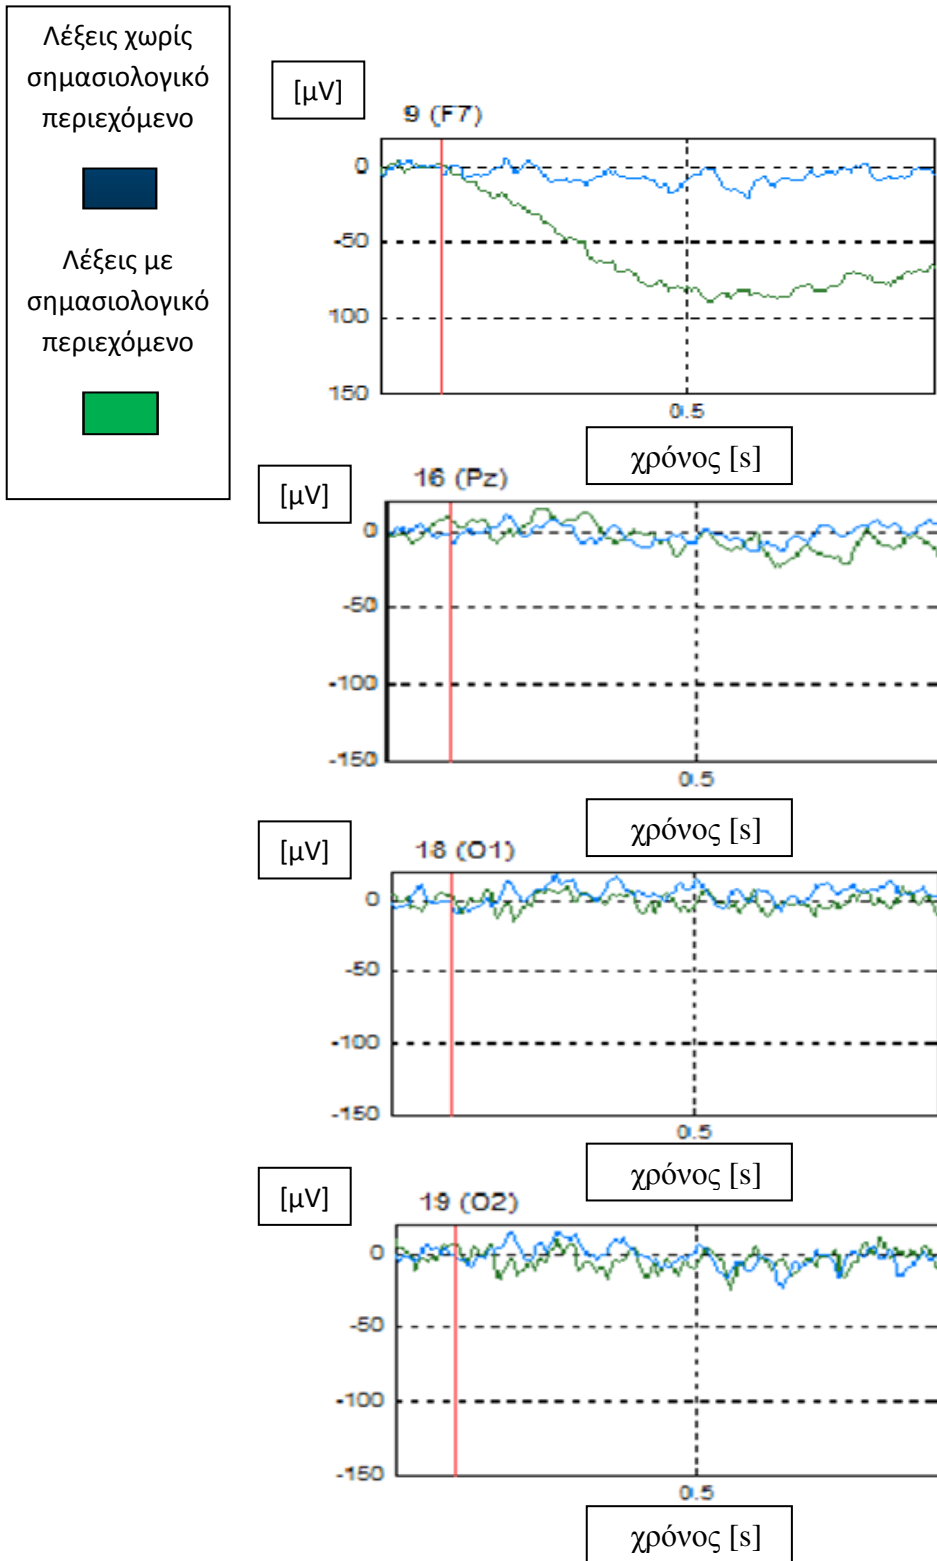 Λέξεις χωρίς
σημασιολογικό
περιεχόμενο
Λέξεις με
σημασιολογικό
περιεχόμενο
[μV]
9 (F7)
0
-50
100
150
0.5
χρόνος [s]
[μV]
16 (Pz)
0
-50
-100
-150
0.5
χρόνος [s]
[μV]
18 (O1)
0
-50
-100
-150
0.5
χρόνος [s]
[μV]
19 (O2)
0
-50
-100
-150
0.5
χρόνος [s]